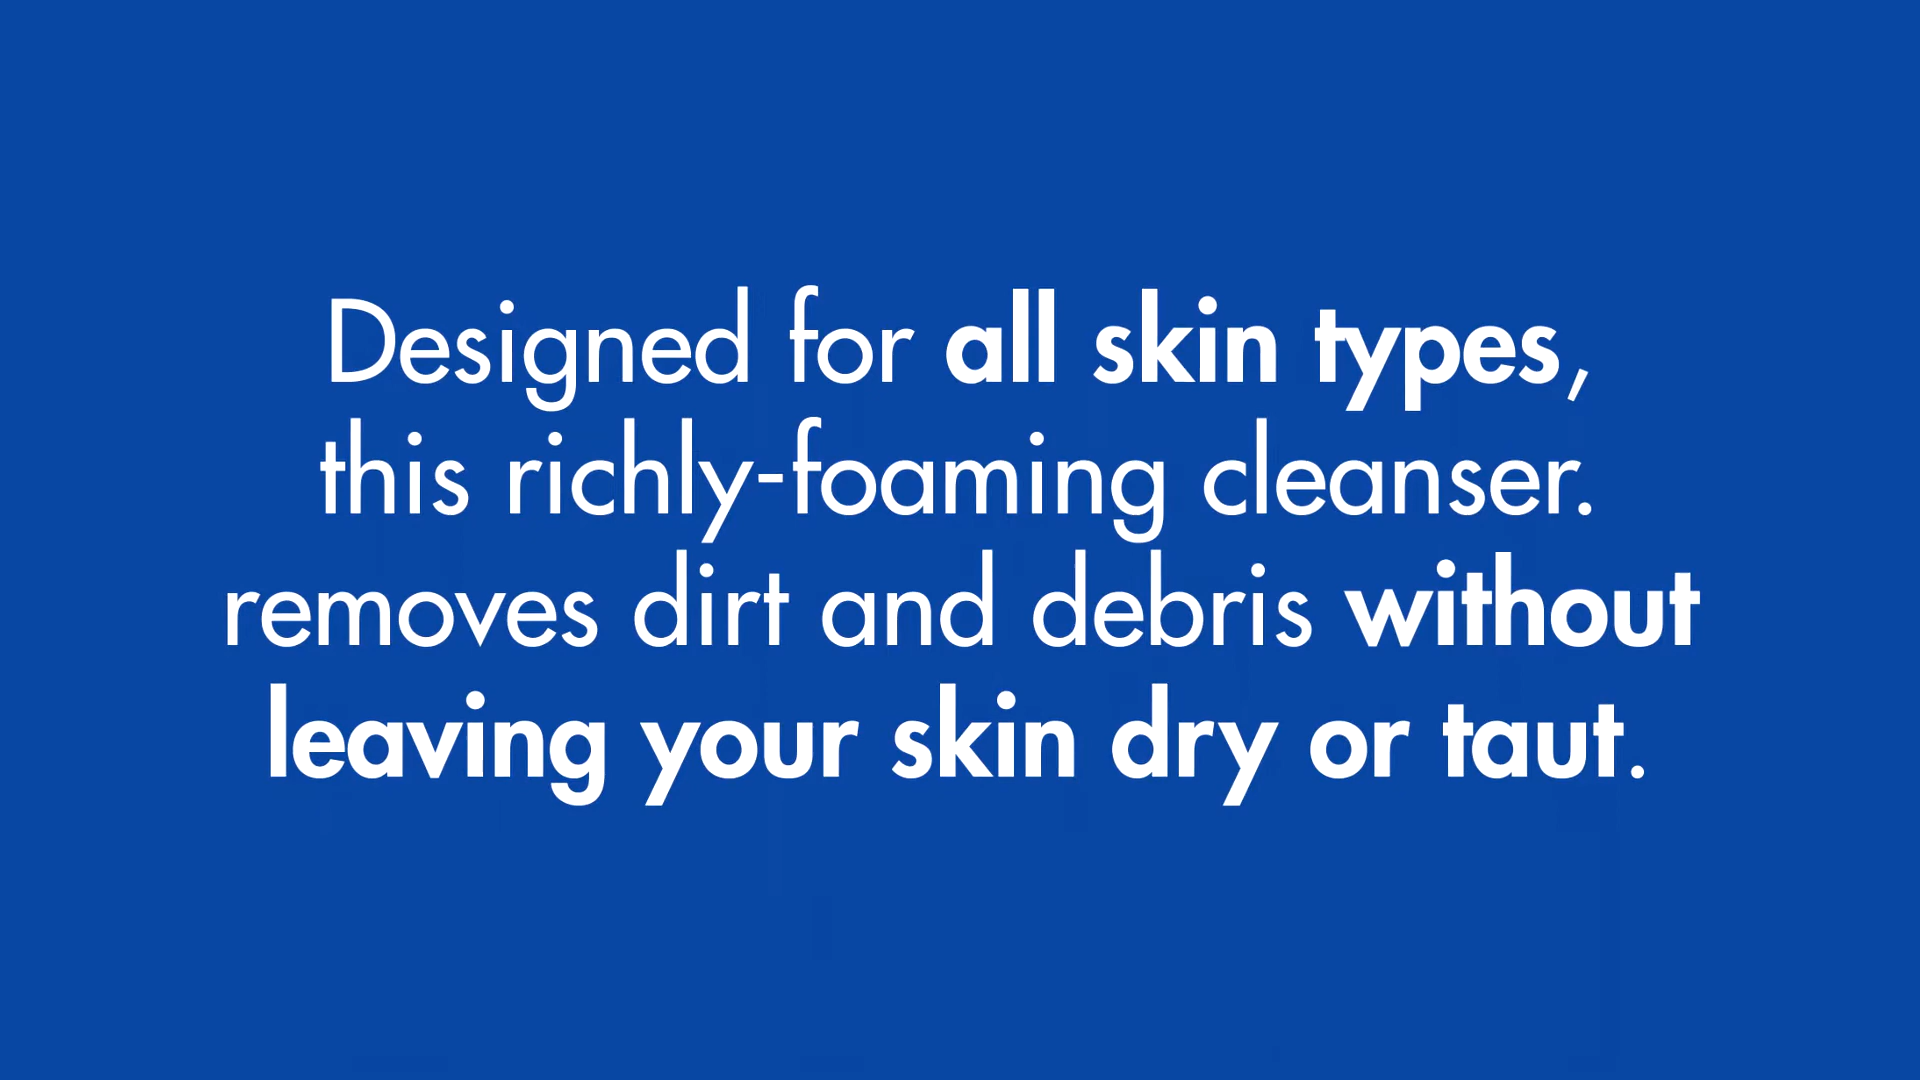 Designed for all skin types,
this richly-foaming cleanser.
removes dirt and debris without
leaving your skin dry or taut.